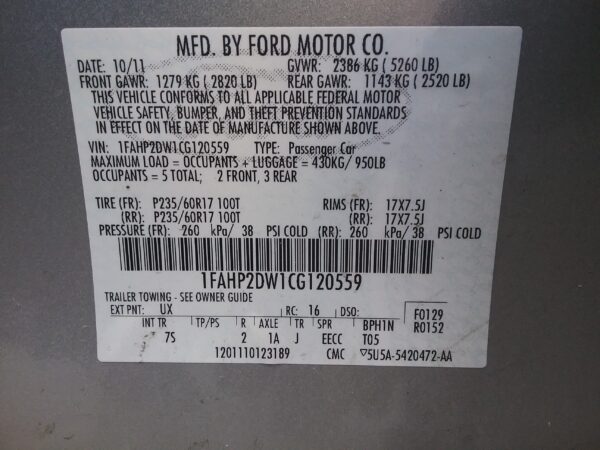 MFD. BY FORD MOTOR CO.
DATE: 10/11 GVWR: 2386 KG ( 5260 LB)
FRONT GAWR: 1279 KG ( 2820 LB) REAR GAWR: 1143 KG ( 2520 LB)
THIS VEHICLE CONFORMS TO ALL APPLICABLE FEDERAL MOTOR
VEHICLE SAFETY, BUMPER, AND THEFT PREVENTION STANDARDS
IN EFFECT ON THE DATE OF MANUFACTURE SHOWN ABOVE.
VIN: 1FAHP2DW1CG120559 TYPE: Passenger Car
MAXIMUM LOAD = OCCUPANTS + LUGGAGE = 430KG/ 950LB
OCCUPANTS = 5 TOTAL; 2 FRONT, 3 REAR
TIRE (FR): P235/60R17 100T RIMS (FR): 17X7.5J
(RR): P235/60R17 100T (RR): 17X7.5J
PRESSURE (FR): 260 kPa/ 38 PSI COLD (RR): 260 kPa/ 38 PSI COLD
1FAHP2DW1CG120559
TRAILER TOWING - SEE OWNER GUIDE
EXT PNT: UX RC: 16 DSO: F0129
INT TR TP/PS R AXLE TR SPR BPH1N R0152
7S 2 1A J EECC T05
1201110123189 CMC ▽5U5A-5420472-AA